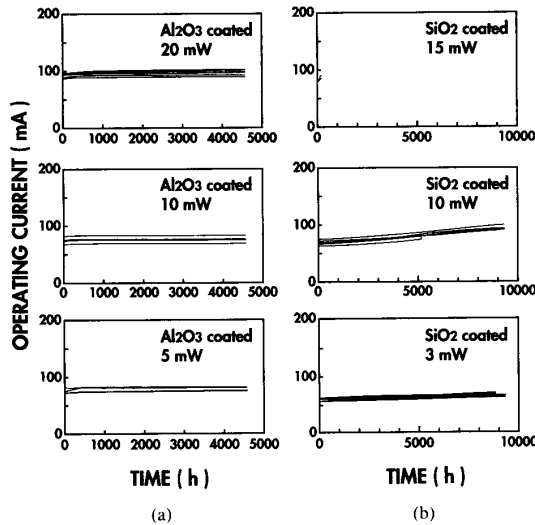 OPERATING CURRENT ( mA )
200
100
0
Al2O3 coated
20 mW
0 1000 2000 3000 4000 5000
200
100
0
Al2O3 coated
10 mW
0 1000 2000 3000 4000 5000
200
100
0
Al2O3 coated
5 mW
0 1000 2000 3000 4000 5000
TIME ( h )
(a)
200
100
0
SiO2 coated
15 mW
0 5000 10000
200
100
0
SiO2 coated
10 mW
0 5000 10000
200
100
0
SiO2 coated
3 mW
0 5000 10000
TIME ( h )
(b)